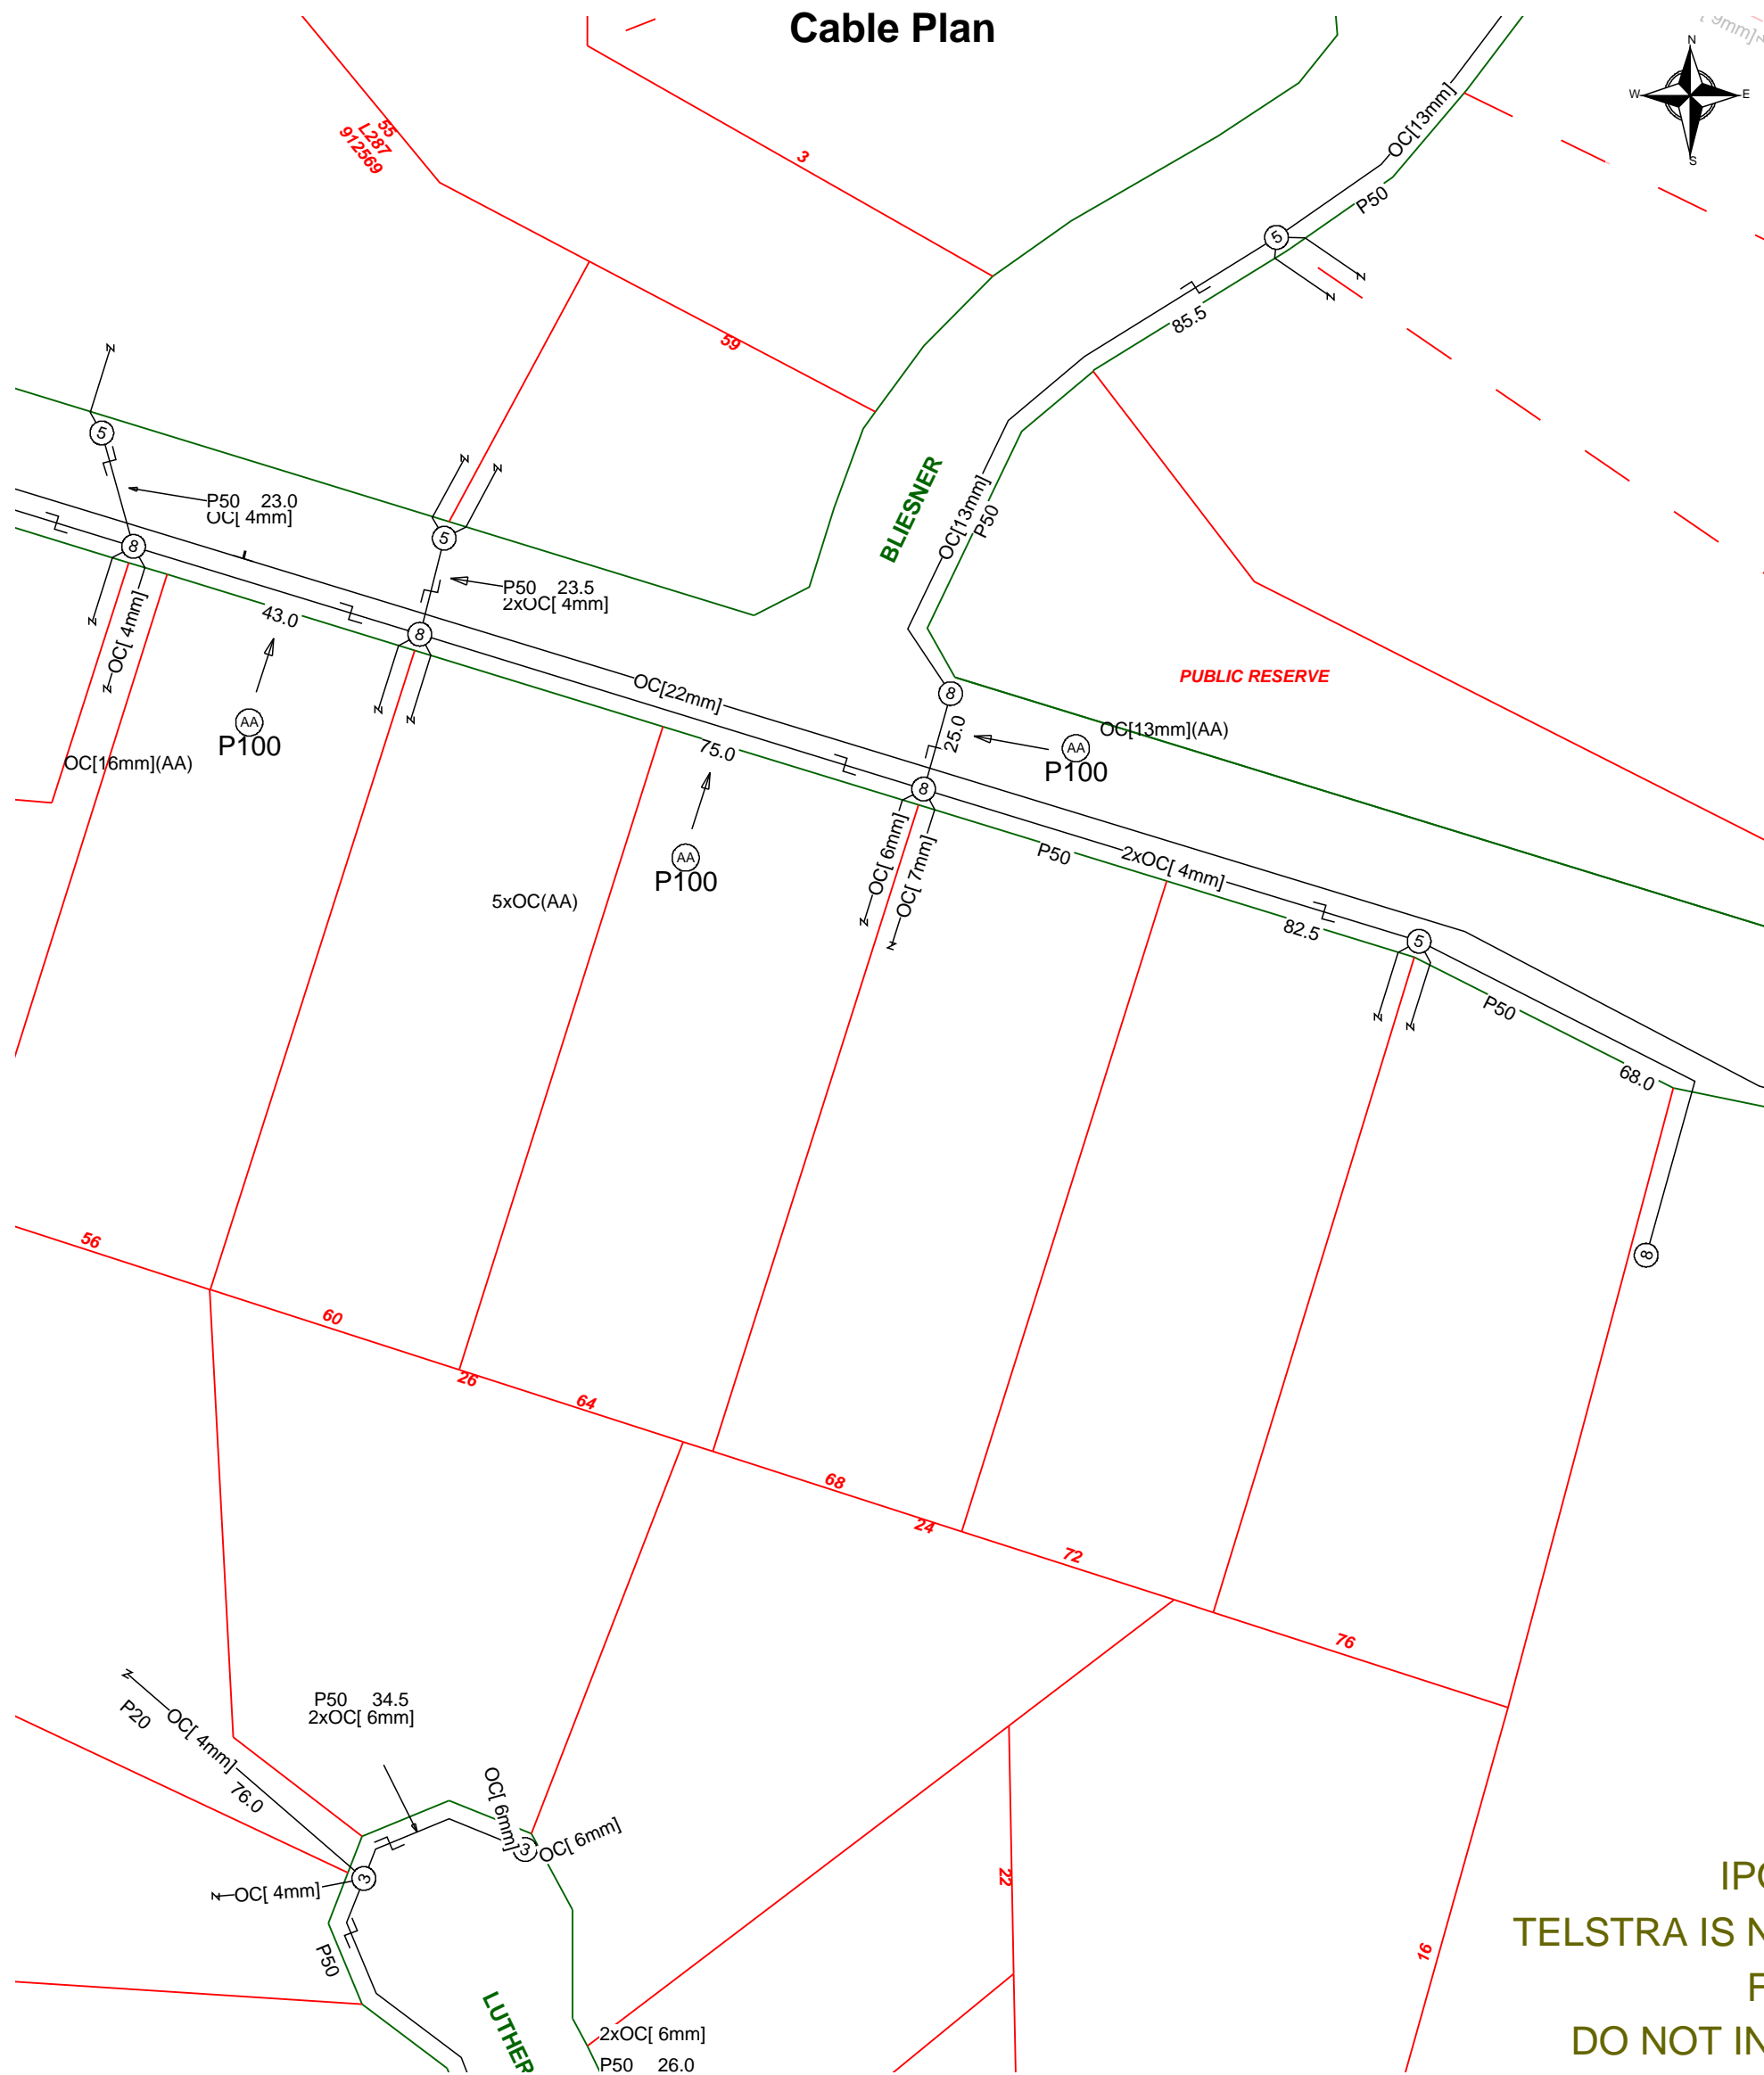 Cable Plan
9mm]
N
W
E
S
55
L287
912569
3
OC[13mm]
P50
5
59
85.5
5
P50 23.0
OC[ 4mm]
8
5
BLIESNER
OC[13mm]
P50
P50 23.5
2xOC[ 4mm]
43.0
OC[ 4mm]
8
OC[22mm]
8
PUBLIC RESERVE
AA
P100
OC[16mm](AA)
75.0
25.0
OC[13mm](AA)
AA
P100
8
AA
P100
OC[ 6mm]
OC[ 7mm]
P50
2xOC[ 4mm]
5xOC(AA)
82.5
5
P50
68.0
8
56
60
26
64
68
24
72
76
P50 34.5
2xOC[ 6mm]
P20
OC[ 4mm]
76.0
OC[ 6mm]
3
OC[ 6mm]
3
OC[ 4mm]
P50
22
16
LUTHER
2xOC[ 6mm]
P50 26.0
TELSTRA IS N
F
DO NOT IN